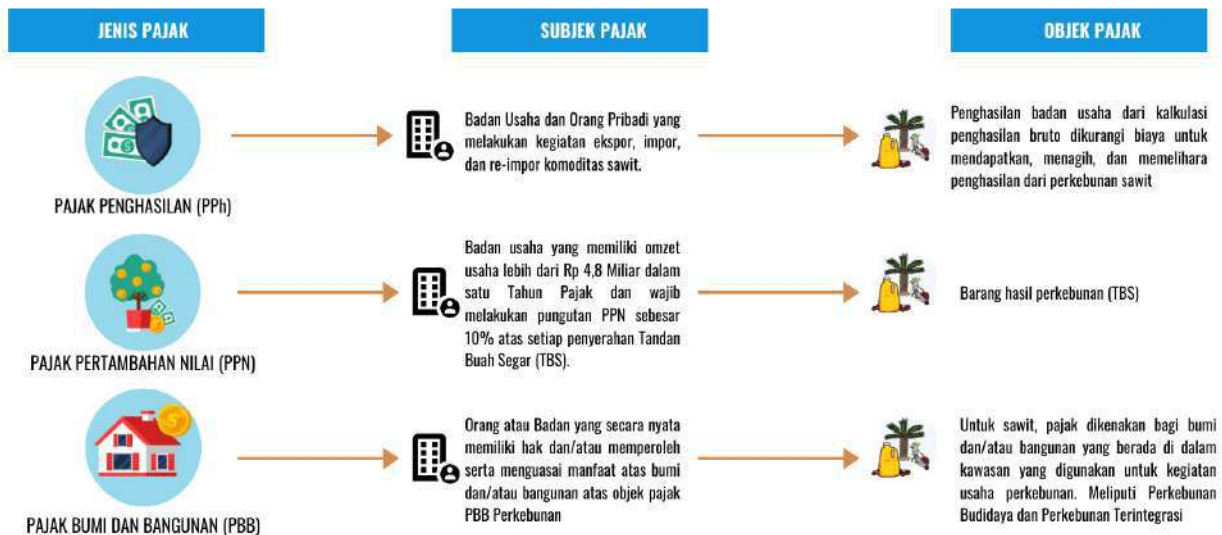 JENIS PAJAK
SUBJEK PAJAK
OBJEK PAJAK
PAJAK PENGHASILAN (PPh)
Badan Usaha dan Orang Pribadi yang
melakukan kegiatan ekspor, impor,
dan re-impor komoditas sawit.
Penghasilan badan usaha dari kalkulasi
penghasilan bruto dikurangi biaya untuk
mendapatkan, menagih, dan memelihara
penghasilan dari perkebunan sawit
PAJAK PERTAMBAHAN NILAI (PPN)
Badan usaha yang memiliki omzet
usaha lebih dari Rp 4,8 Miliar dalam
satu Tahun Pajak dan wajib
melakukan pungutan PPN sebesar
10% atas setiap penyerahan Tandan
Buah Segar (TBS).
Barang hasil perkebunan (TBS)
PAJAK BUMI DAN BANGUNAN (PBB)
Orang atau Badan yang secara nyata
memiliki hak dan/atau memperoleh
serta menguasai manfaat atas bumi
dan/atau bangunan atas objek pajak
PBB Perkebunan
Untuk sawit, pajak dikenakan bagi bumi
dan/atau bangunan yang berada di dalam
kawasan yang digunakan untuk kegiatan
usaha perkebunan. Meliputi Perkebunan
Budidaya dan Perkebunan Terintegrasi